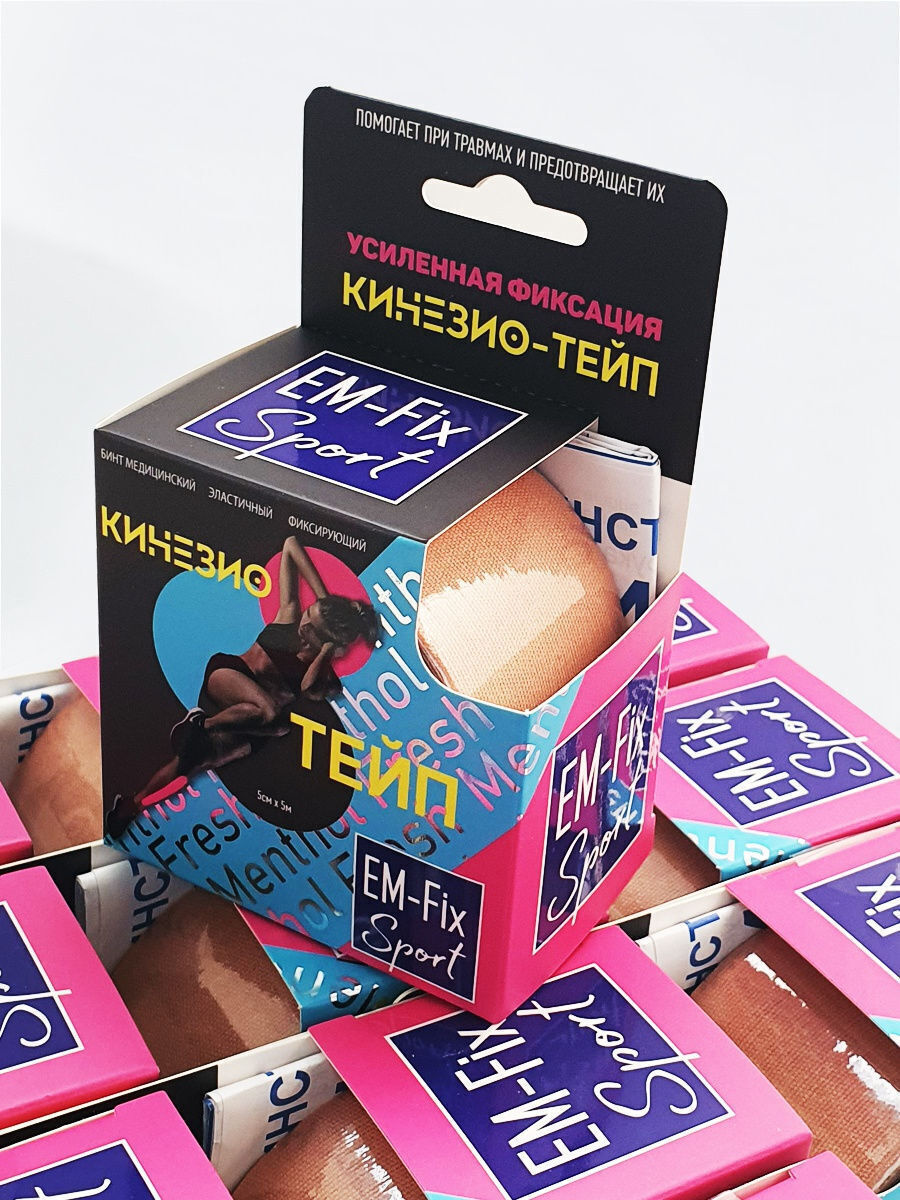 ПОМОГАЕТ ПРИ ТРАВМАХ И ПРЕДОТВРАЩАЕТ ИХ
УСИЛЕННАЯ ФИКСАЦИЯ
КИНЕЗИО-ТЕЙП
EM-Fix
Sport
БИНТ МЕДИЦИНСКИЙ ЭЛАСТИЧНЫЙ ФИКСИРУЮЩИЙ
КИНЕЗИО
ТЕЙП
5см x 5м
Menthol Fresh
EM-Fix
Sport
EM-Fix
Sport
EM-Fix
Sport
EM-Fix
Sport